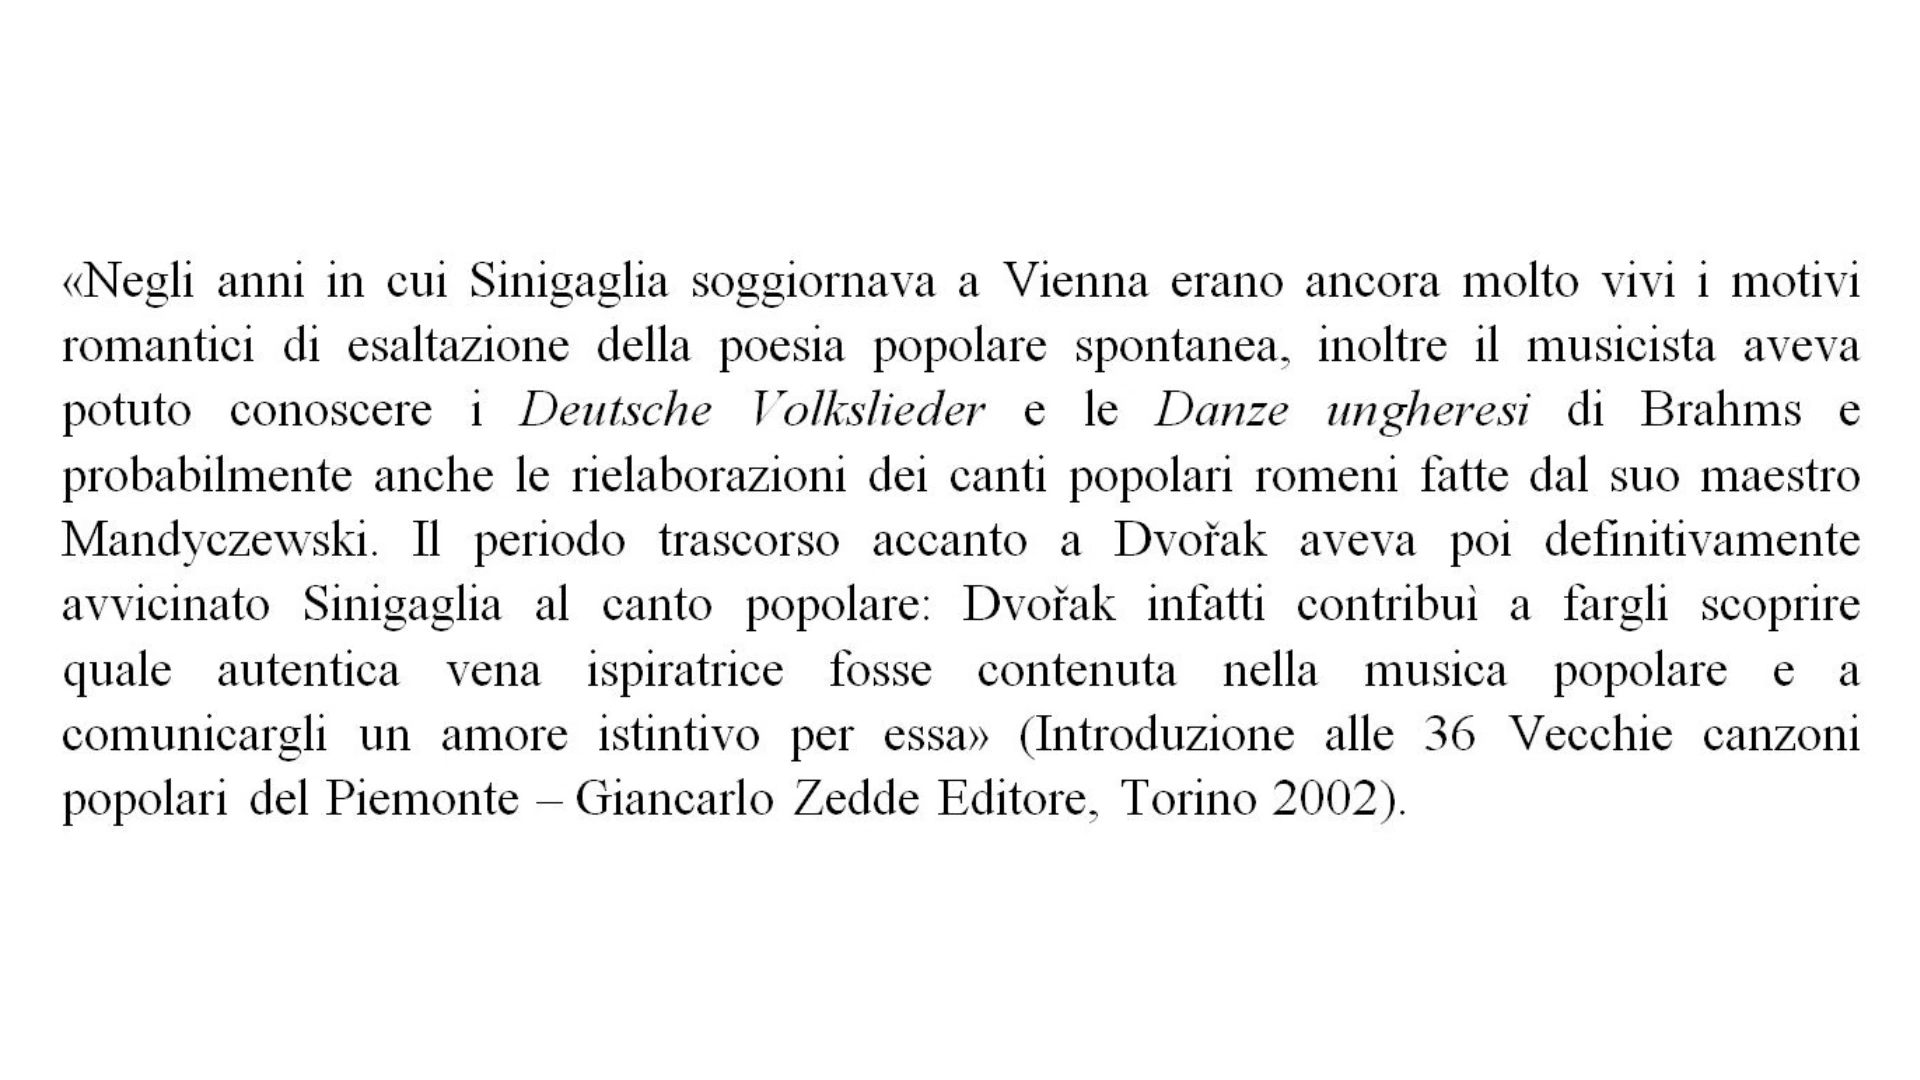 «Negli anni in cui Sinigaglia soggiornava a Vienna erano ancora molto vivi i motivi
romantici di esaltazione della poesia popolare spontanea, inoltre il musicista aveva
potuto conoscere i Deutsche Volkslieder e le Danze ungheresi di Brahms e
probabilmente anche le rielaborazioni dei canti popolari romeni fatte dal suo maestro
Mandyczewski. Il periodo trascorso accanto a Dvořak aveva poi definitivamente
avvicinato Sinigaglia al canto popolare: Dvořak infatti contribuì a fargli scoprire
quale autentica vena ispiratrice fosse contenuta nella musica popolare e a
comunicargli un amore istintivo per essa» (Introduzione alle 36 Vecchie canzoni
popolari del Piemonte – Giancarlo Zedde Editore, Torino 2002).